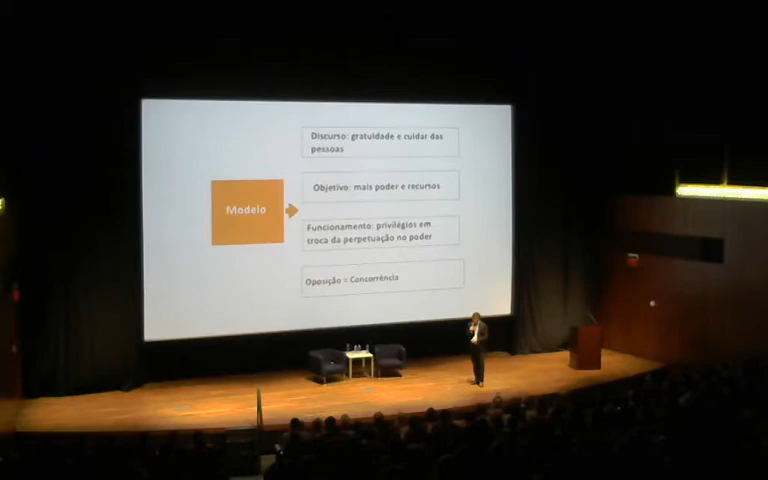 Discurso: gratuidade e cuidar das
pessoas
Objetivo: mais poder e recursos
Modelo
Funcionamento: privilégios em
troca da perpetuação no poder
Oposição = Concorrência